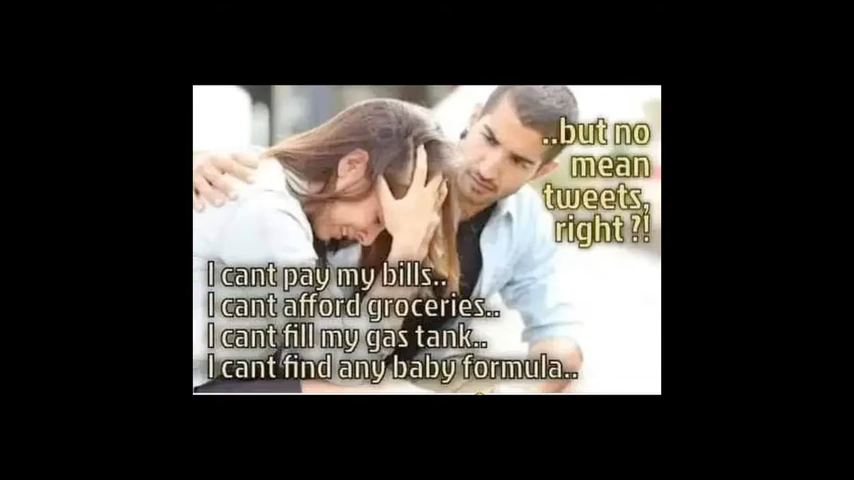 I cant pay my bills..
I cant afford groceries..
I cant fill my gas tank..
I cant find any baby formula..
..but no
mean
tweets,
right ?!